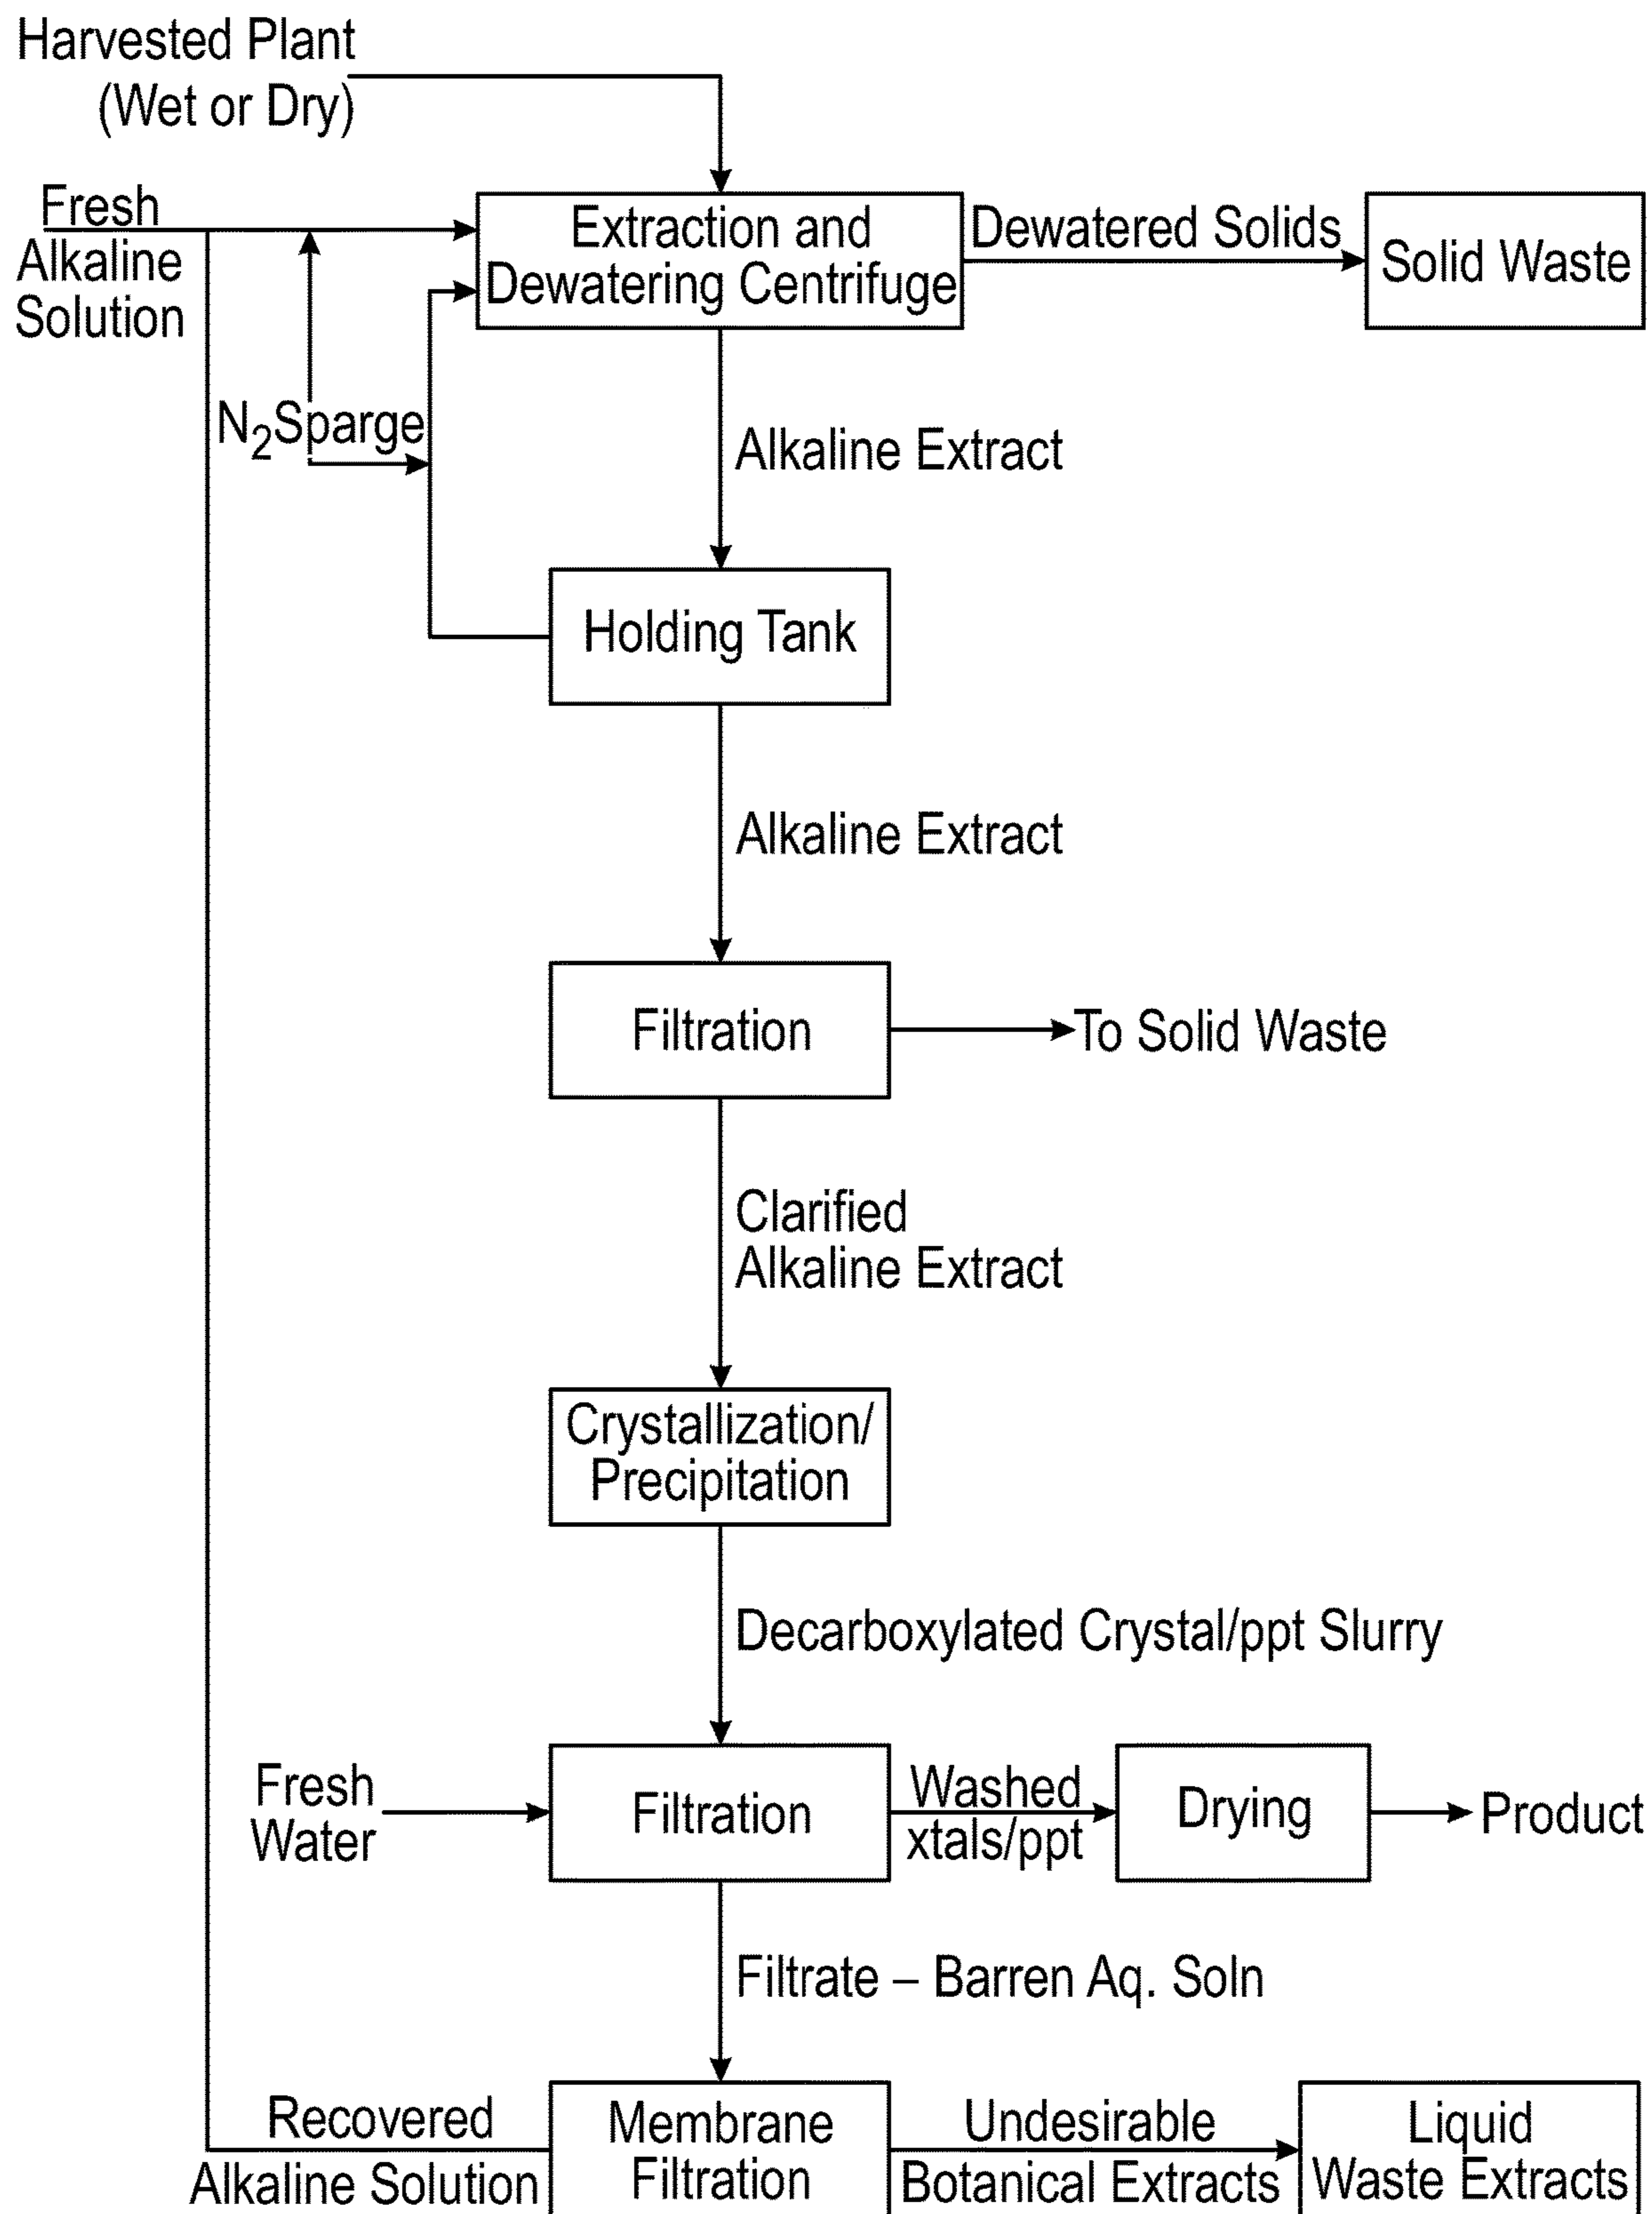 Harvested Plant
(Wet or Dry)
Fresh
Alkaline
Solution
Extraction and
Dewatering Centrifuge
Dewatered Solids
Solid Waste
N2Sparge
Alkaline Extract
Holding Tank
Alkaline Extract
Filtration
To Solid Waste
Clarified
Alkaline Extract
Crystallization/
Precipitation
Decarboxylated Crystal/ppt Slurry
Fresh
Water
Filtration
Washed
xtals/ppt
Drying
Product
Filtrate – Barren Aq. Soln
Recovered
Alkaline Solution
Membrane
Filtration
Undesirable
Botanical Extracts
Liquid
Waste Extracts